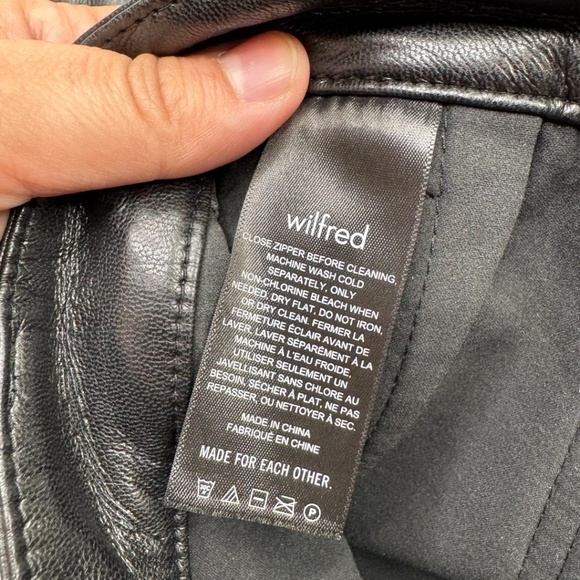 wilfred
CLOSE ZIPPER BEFORE CLEANING,
MACHINE WASH COLD
SEPARATELY, ONLY
NON-CHLORINE BLEACH WHEN
NEEDED, DRY FLAT, DO NOT IRON,
OR DRY CLEAN. FERMER LA
FERMETURE ÉCLAIR AVANT DE
LAVER, LAVER SÉPARÉMENT À LA
MACHINE À L'EAU FROIDE,
UTILISER SEULEMENT UN
JAVELLISANT SANS CHLORE AU
BESOIN, SÉCHER À PLAT, NE PAS
REPASSER, OU NETTOYER À SEC.
MADE IN CHINA
FABRIQUÉ EN CHINE
MADE FOR EACH OTHER.
P